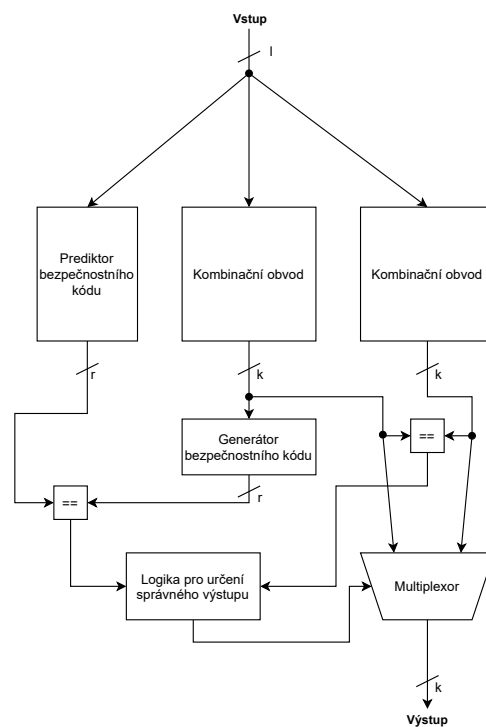 Vstup
l
Prediktor
bezpečnostního
kódu
Kombinační obvod
Kombinační obvod
r
k
k
Generátor
bezpečnostního kódu
==
==
r
Logika pro určení
správného výstupu
Multiplexor
k
Výstup